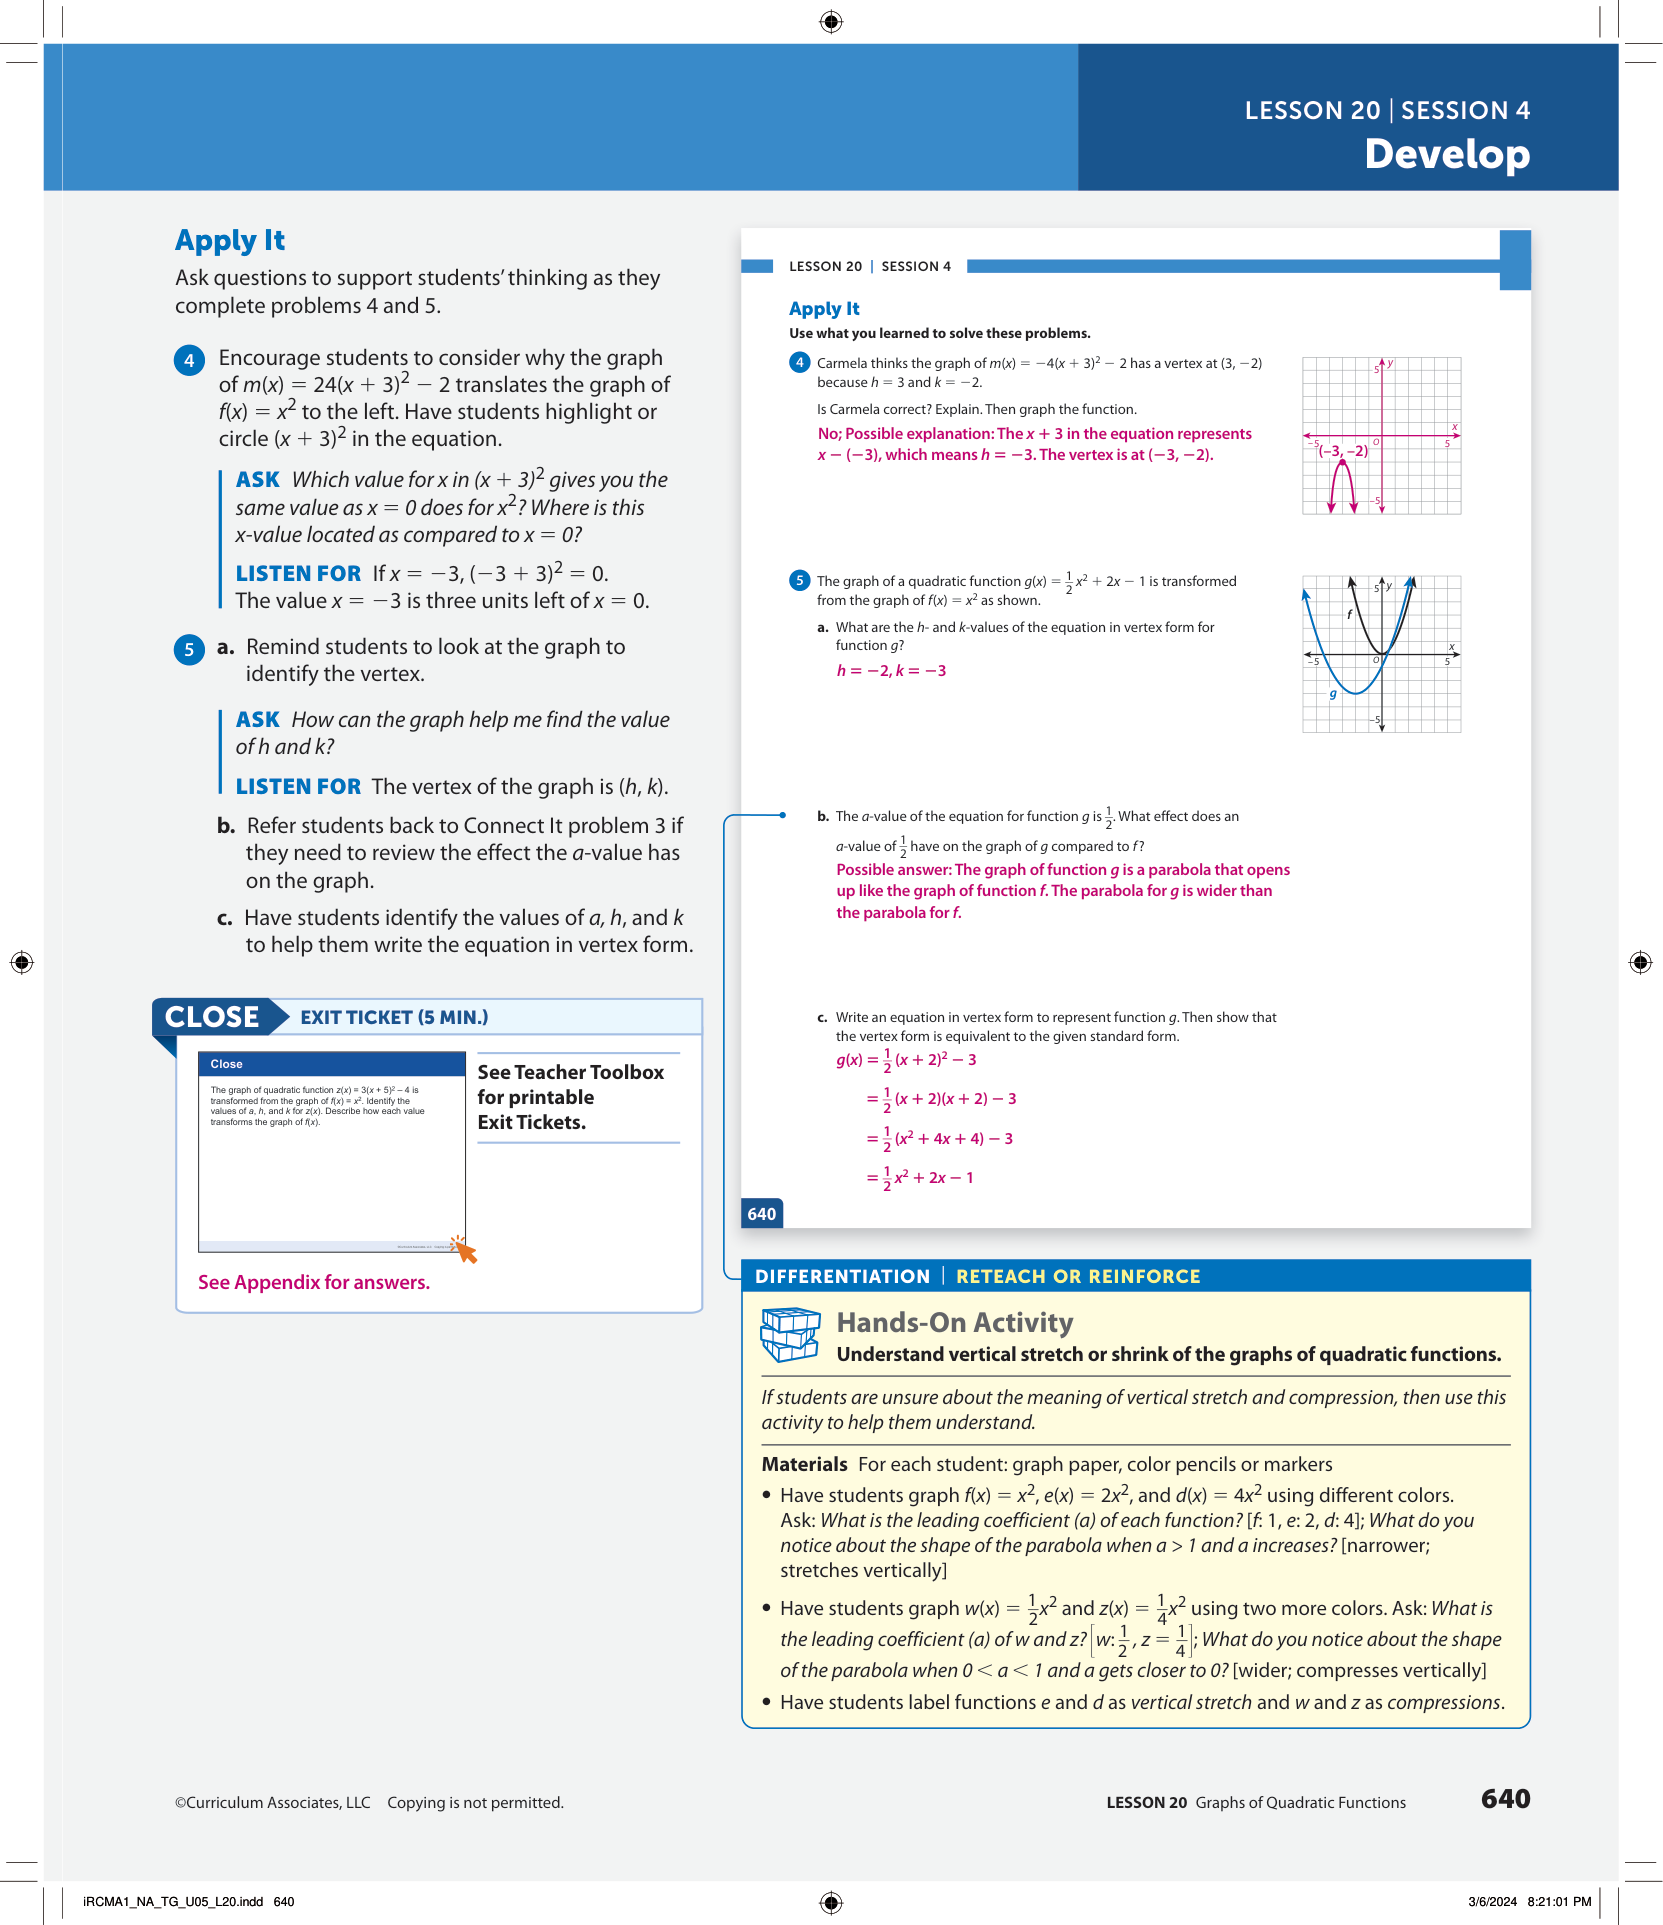 LESSON 20 | SESSION 4
Develop
Apply It
Ask questions to support students’ thinking as they
complete problems 4 and 5.
4 Encourage students to consider why the graph
of m(x) = 24(x + 3)² − 2 translates the graph of
f(x) = x² to the left. Have students highlight or
circle (x + 3)² in the equation.
ASK Which value for x in (x + 3)² gives you the
same value as x = 0 does for x²? Where is this
x-value located as compared to x = 0?
LISTEN FOR If x = −3, (−3 + 3)² = 0.
The value x = −3 is three units left of x = 0.
5 a. Remind students to look at the graph to
identify the vertex.
ASK How can the graph help me find the value
of h and k?
LISTEN FOR The vertex of the graph is (h, k).
b. Refer students back to Connect It problem 3 if
they need to review the effect the a-value has
on the graph.
c. Have students identify the values of a, h, and k
to help them write the equation in vertex form.
CLOSE EXIT TICKET (5 MIN.)
Close
The graph of quadratic function z(x) = 3(x + 5)² – 4 is
transformed from the graph of f(x) = x². Identify the
values of a, h, and k for z(x). Describe how each value
transforms the graph of f(x).
See Teacher Toolbox
for printable
Exit Tickets.
See Appendix for answers.
LESSON 20 | SESSION 4
Apply It
Use what you learned to solve these problems.
4 Carmela thinks the graph of m(x) = −4(x + 3)² − 2 has a vertex at (3, −2)
because h = 3 and k = −2.
Is Carmela correct? Explain. Then graph the function.
No; Possible explanation: The x + 3 in the equation represents
x − (−3), which means h = −3. The vertex is at (−3, −2).
5 y
x
−5 O 5
(−3, −2)
−5
5 The graph of a quadratic function g(x) = 1/2 x² + 2x − 1 is transformed
from the graph of f(x) = x² as shown.
a. What are the h- and k-values of the equation in vertex form for
function g?
h = −2, k = −3
5 y
f
x
−5 O 5
g
−5
b. The a-value of the equation for function g is 1/2. What effect does an
a-value of 1/2 have on the graph of g compared to f?
Possible answer: The graph of function g is a parabola that opens
up like the graph of function f. The parabola for g is wider than
the parabola for f.
c. Write an equation in vertex form to represent function g. Then show that
the vertex form is equivalent to the given standard form.
g(x) = 1/2 (x + 2)² − 3
= 1/2 (x + 2)(x + 2) − 3
= 1/2 (x² + 4x + 4) − 3
= 1/2 x² + 2x − 1
640
DIFFERENTIATION | RETEACH OR REINFORCE
Hands-On Activity
Understand vertical stretch or shrink of the graphs of quadratic functions.
If students are unsure about the meaning of vertical stretch and compression, then use this
activity to help them understand.
Materials For each student: graph paper, color pencils or markers
• Have students graph f(x) = x², e(x) = 2x², and d(x) = 4x² using different colors.
Ask: What is the leading coefficient (a) of each function? [f: 1, e: 2, d: 4]; What do you
notice about the shape of the parabola when a > 1 and a increases? [narrower;
stretches vertically]
• Have students graph w(x) = 1/2 x² and z(x) = 1/4 x² using two more colors. Ask: What is
the leading coefficient (a) of w and z? [w: 1/2, z = 1/4]; What do you notice about the shape
of the parabola when 0 < a < 1 and a gets closer to 0? [wider; compresses vertically]
• Have students label functions e and d as vertical stretch and w and z as compressions.
©Curriculum Associates, LLC Copying is not permitted.
LESSON 20 Graphs of Quadratic Functions 640
iRCMA1_NA_TG_U05_L20.indd 640
3/6/2024 8:21:01 PM